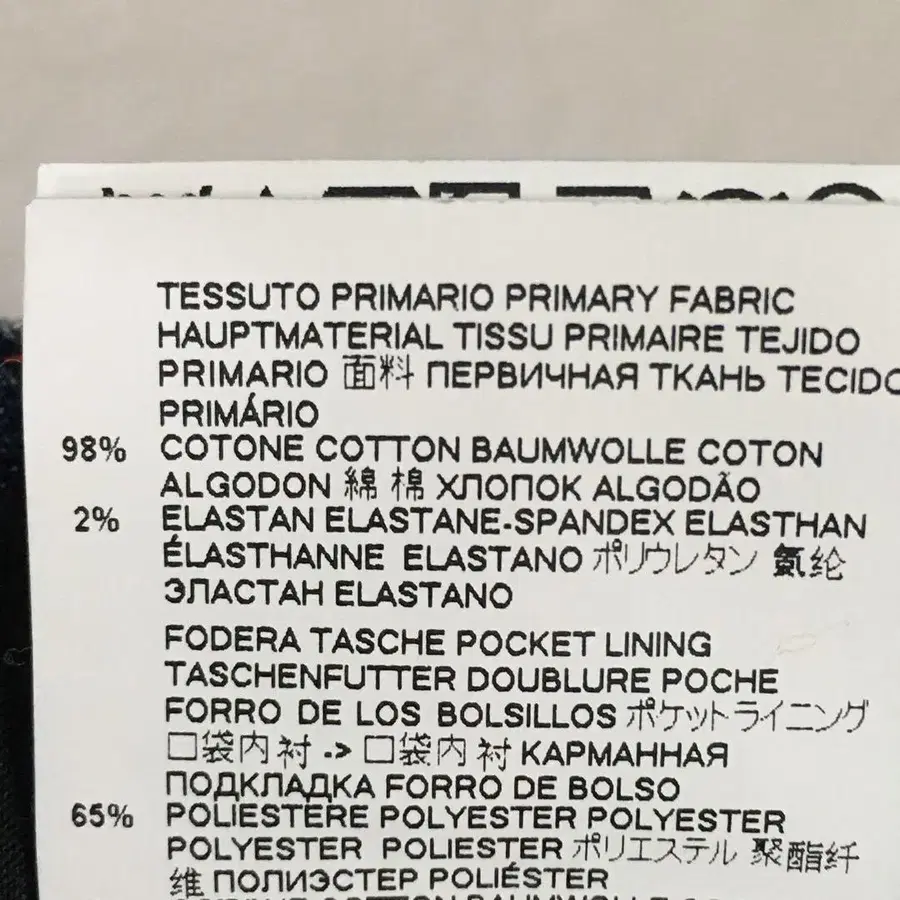 TESSUTO PRIMARIO PRIMARY FABRIC
HAUPTMATERIAL TISSU PRIMAIRE TEJIDO
PRIMARIO 面料 ПЕРВИЧНАЯ ТКАНЬ TECIDO
PRIMÁRIO
98% COTONE COTTON BAUMWOLLE COTON
ALGODON 綿 棉 ХЛОПОК ALGODÃO
2% ELASTAN ELASTANE-SPANDEX ELASTHAN
ÉLASTHANNE ELASTANO ポリウレタン 氨纶
ЭЛАСТАН ELASTANO
FODERA TASCHE POCKET LINING
TASCHENFUTTER DOUBLURE POCHE
FORRO DE LOS BOLSILLOS ポケットライニング
口袋内衬 -> 口袋内衬 КАРМАННАЯ
ПОДКЛАДКА FORRO DE BOLSO
65% POLIESTERE POLYESTER POLYESTER
POLYESTER POLIESTER ポリエステル 聚酯纤
维 ПОЛИЭСТЕР POLIÉSTER